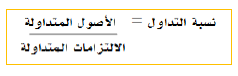 نسبة التداول = الأصول المتداولة
الالتزامات المتداولة